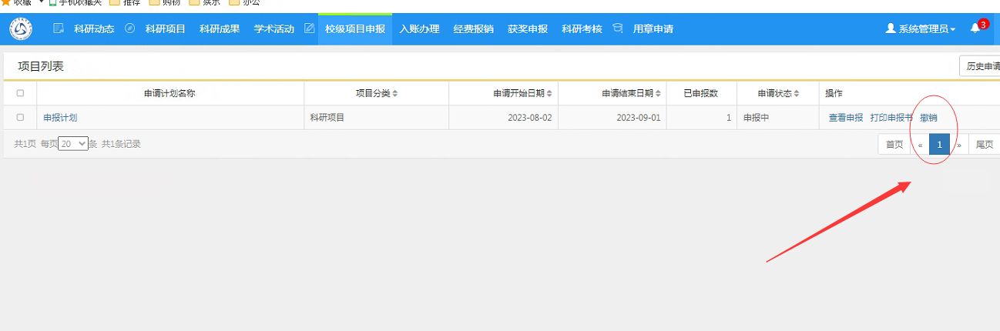 收藏 手机收藏夹 推荐 购物 娱乐 办公
科研动态 科研项目 科研成果 学术活动 校级项目申报 入账办理 经费报销 获奖申报 科研考核 用章申请 系统管理员 3
项目列表 历史申请
申请计划名称 项目分类 申请开始日期 申请结束日期 已申报数 申请状态 操作
申报计划 科研项目 2023-08-02 2023-09-01 1 申报中 查看申报 打印申报书 撤销
共1页 每页20条 共1条记录 首页 « 1 » 尾页